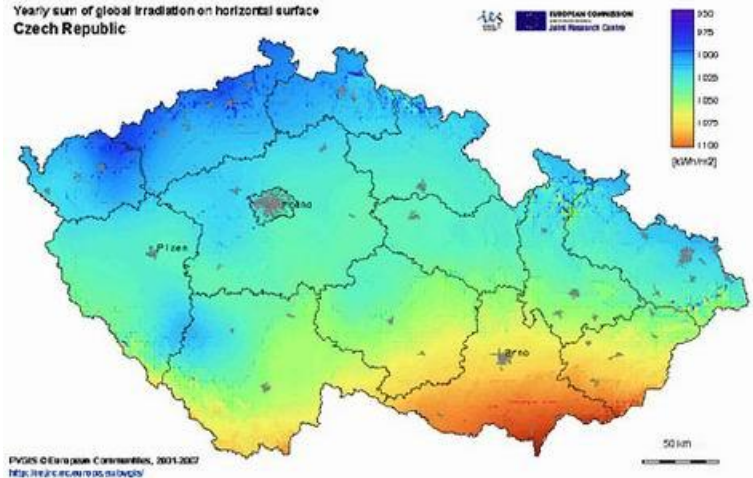 Yearly sum of global irradiation on horizontal surface
Czech Republic
EUROPEAN COMMISSION
Joint Research Centre
950
975
1000
1025
1050
1075
1100
[kWh/m2]
Plzen
Brno
50 km
PVGIS © European Communities, 2001-2007